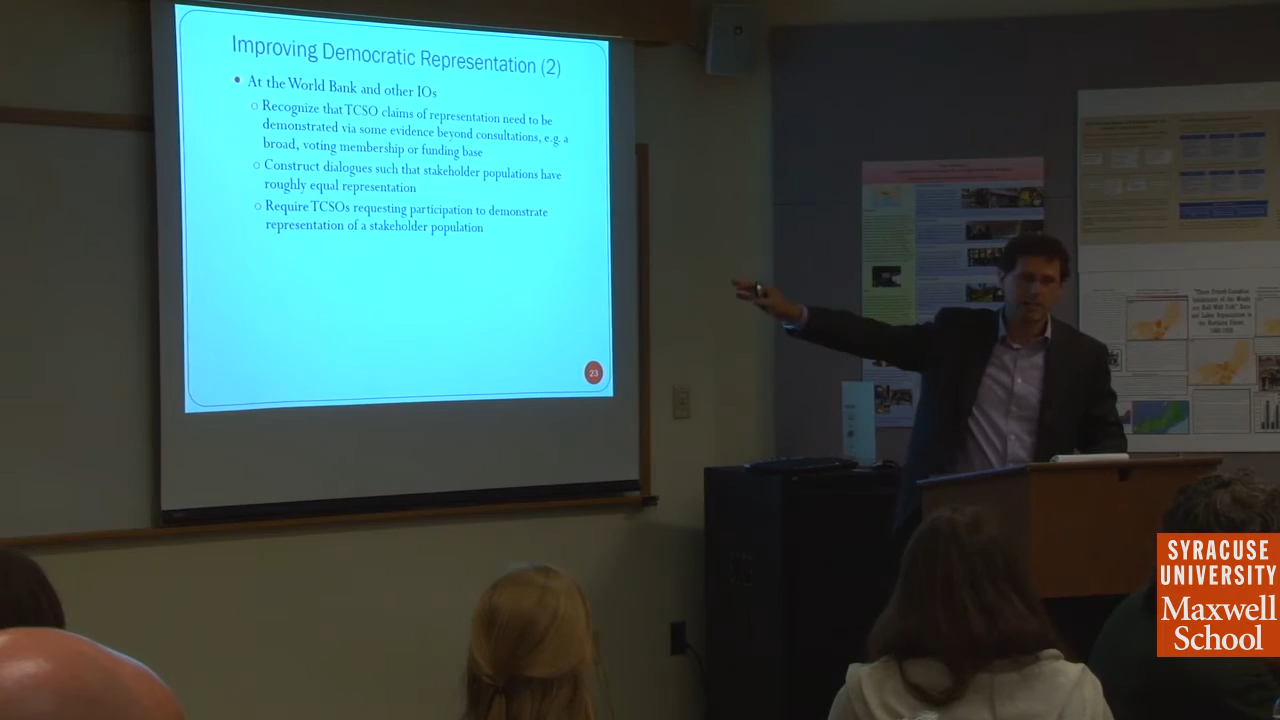 Improving Democratic Representation (2)
• At the World Bank and other IOs
○ Recognize that TCSO claims of representation need to be
demonstrated via some evidence beyond consultations, e.g. a
broad, voting membership or funding base
○ Construct dialogues such that stakeholder populations have
roughly equal representation
○ Require TCSOs requesting participation to demonstrate
representation of a stakeholder population
23
SYRACUSE
UNIVERSITY
Maxwell
School